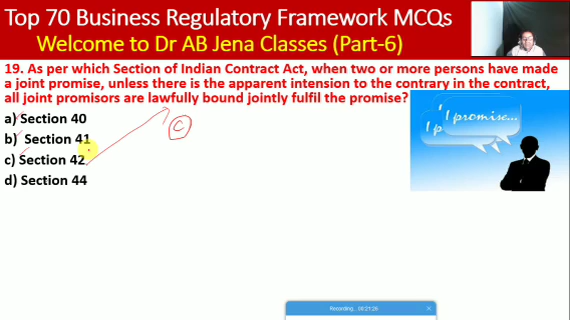 Top 70 Business Regulatory Framework MCQs
Welcome to Dr AB Jena Classes (Part-6)
19. As per which Section of Indian Contract Act, when two or more persons have made
a joint promise, unless there is the apparent intension to the contrary in the contract,
all joint promisors are lawfully bound jointly fulfil the promise?
a) Section 40
b) Section 41
c) Section 42
d) Section 44
C
I promise...
I p
Recording... 00:21:26